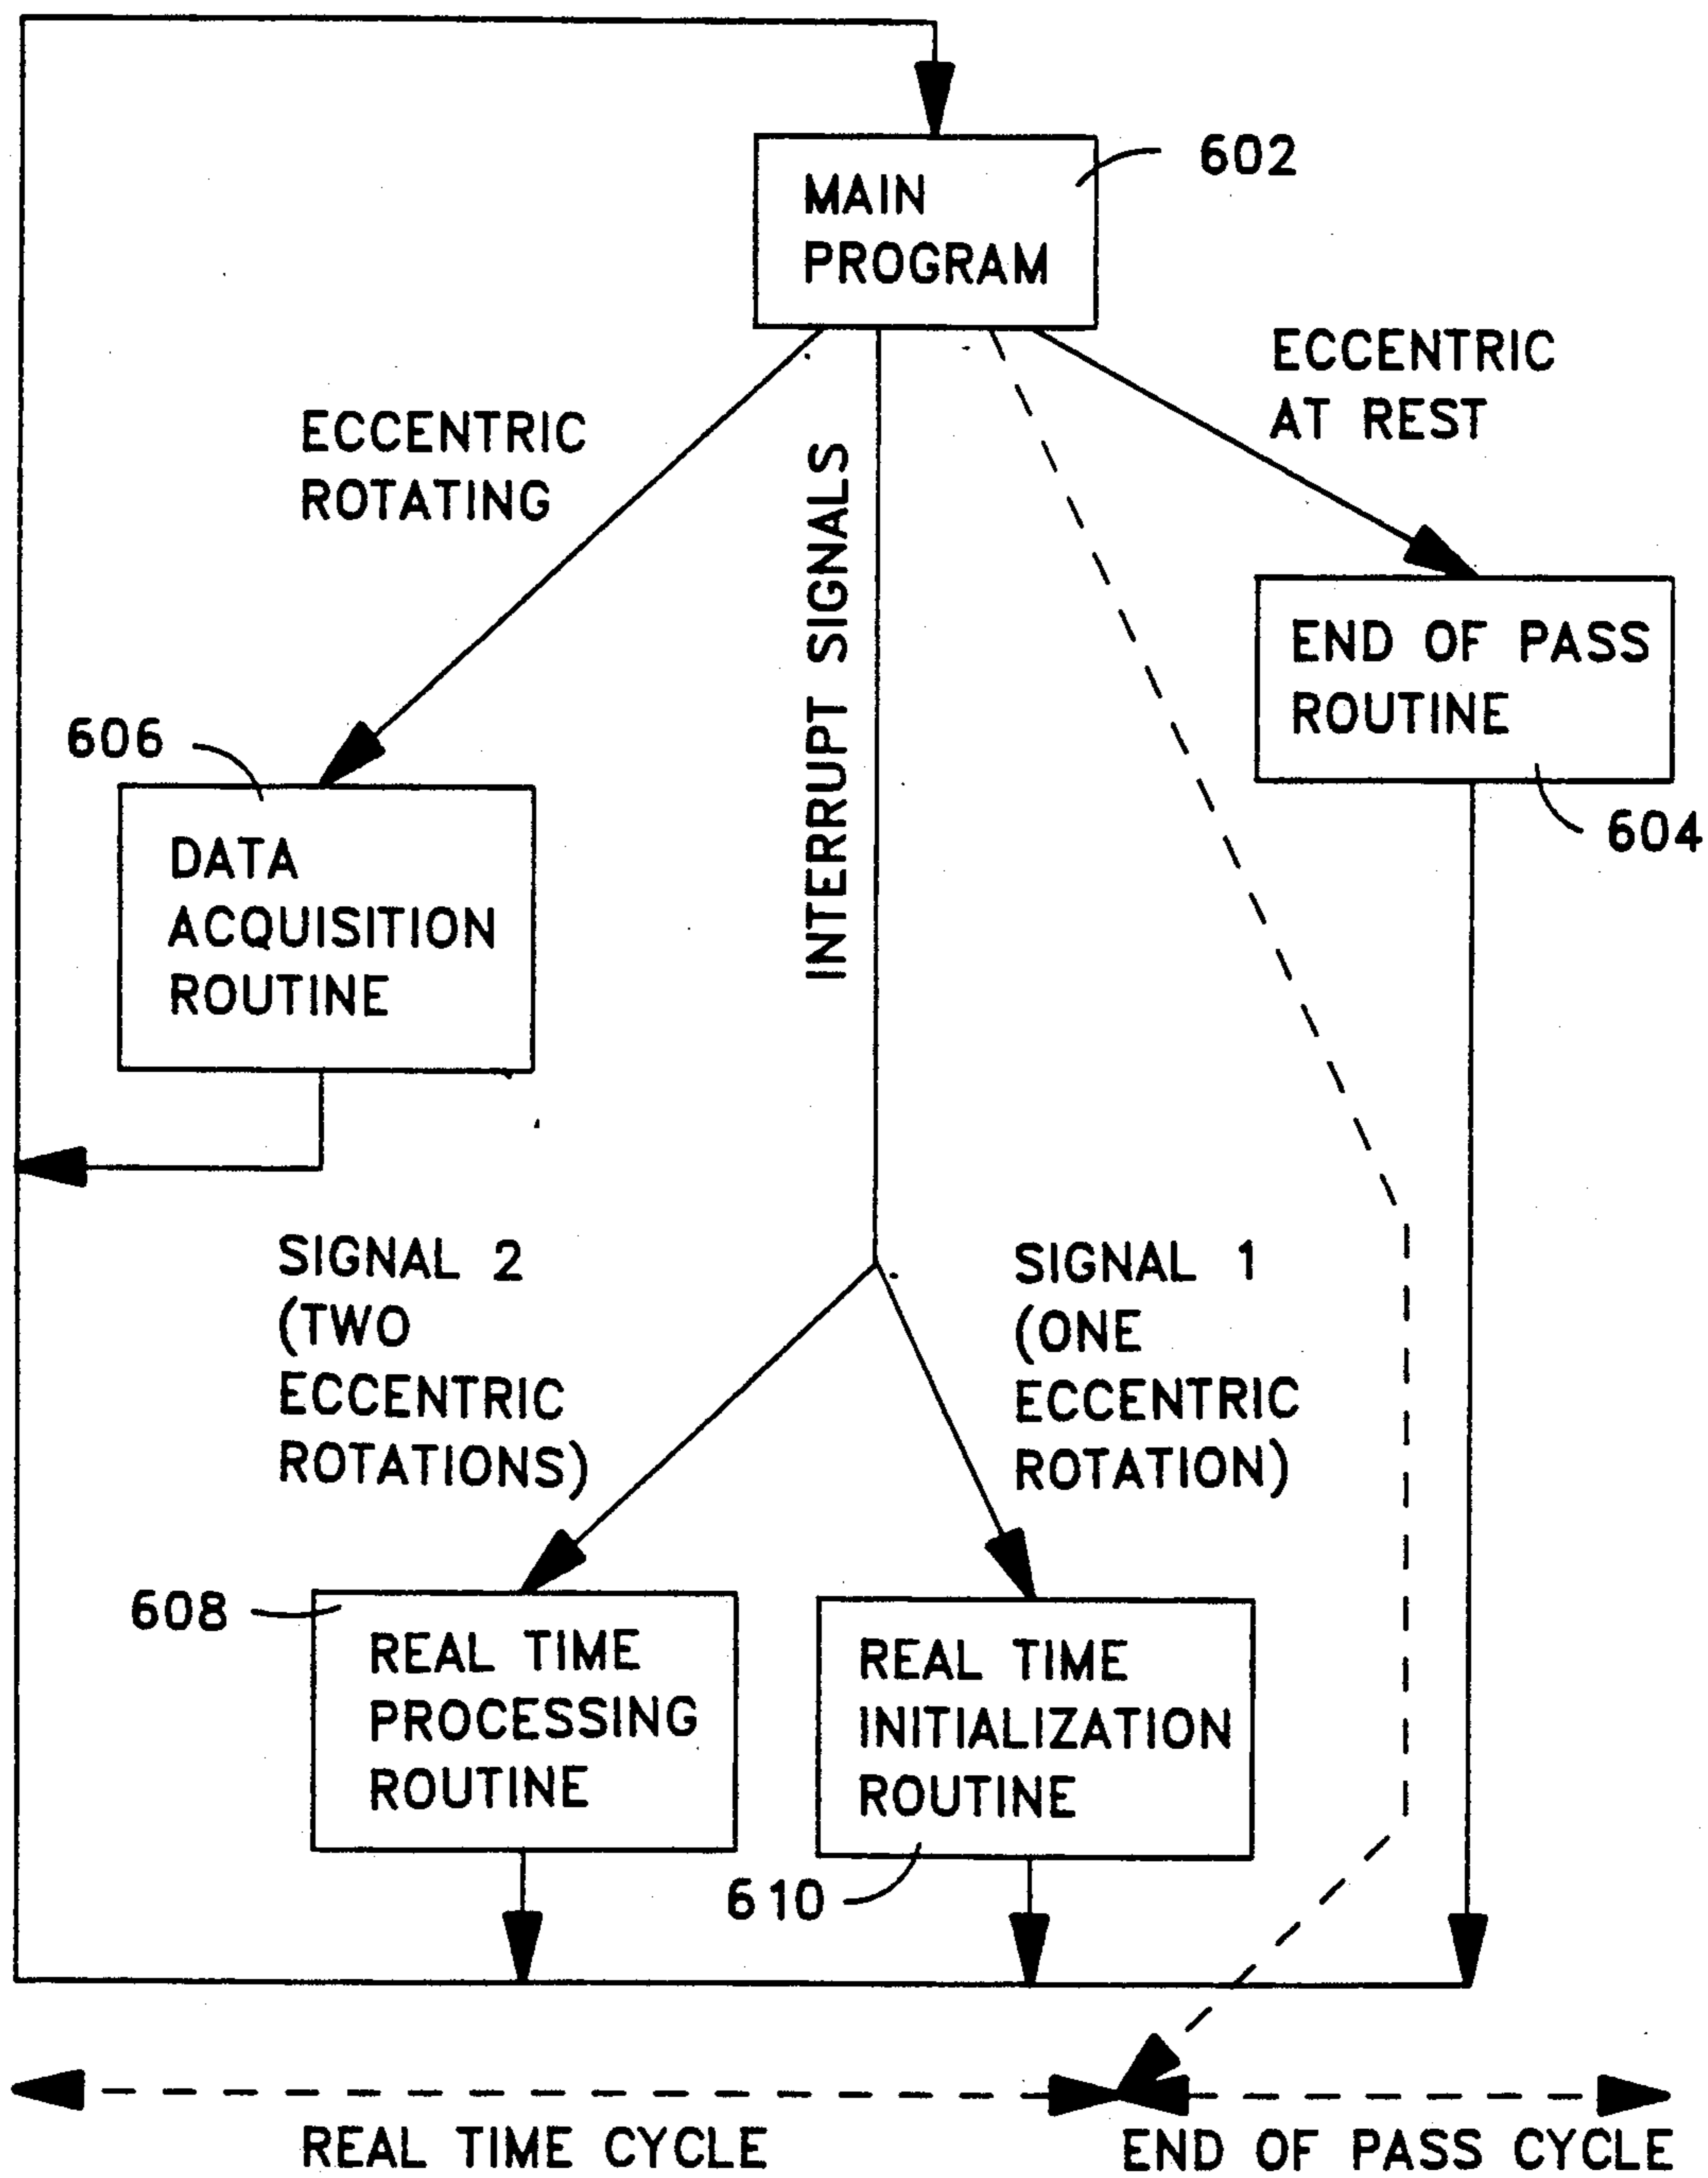 602
MAIN
PROGRAM
ECCENTRIC
AT REST
ECCENTRIC
ROTATING
INTERRUPT SIGNALS
END OF PASS
ROUTINE
604
606
DATA
ACQUISITION
ROUTINE
SIGNAL 2
(TWO
ECCENTRIC
ROTATIONS)
SIGNAL 1
(ONE
ECCENTRIC
ROTATION)
608
REAL TIME
PROCESSING
ROUTINE
REAL TIME
INITIALIZATION
ROUTINE
610
REAL TIME CYCLE
END OF PASS CYCLE